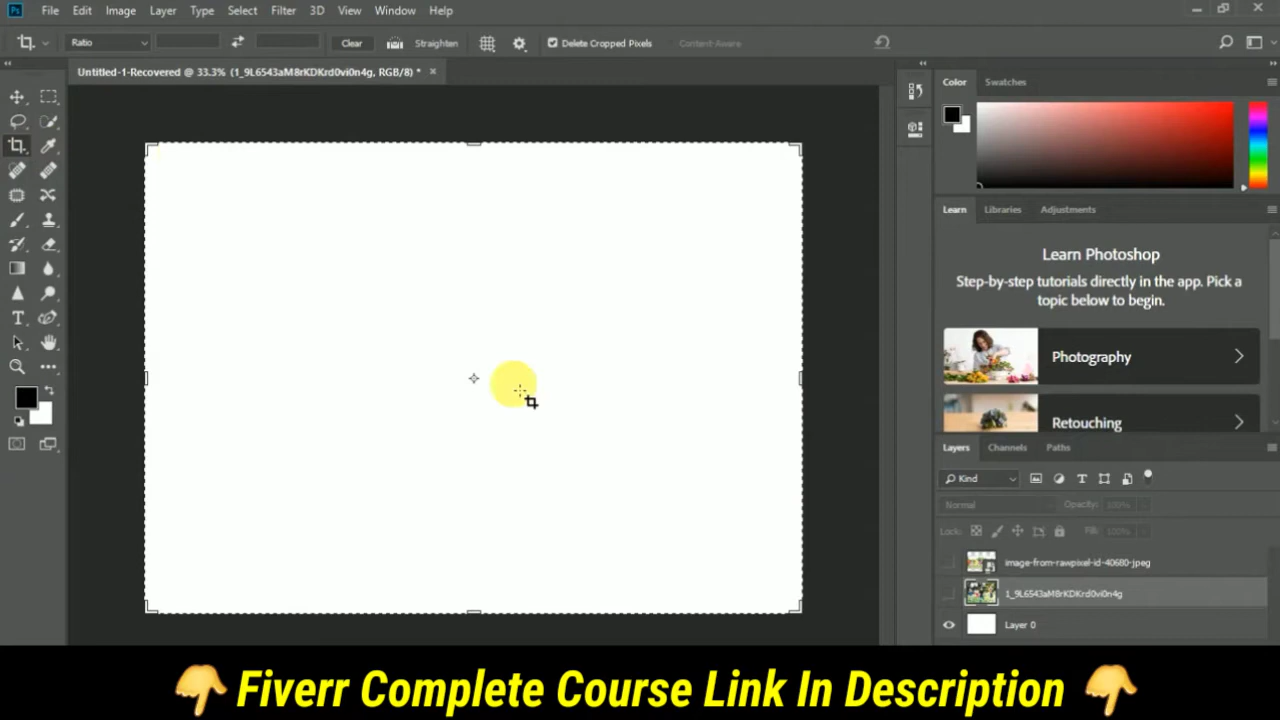 Ps File Edit Image Layer Type Select Filter 3D View Window Help
Ratio Clear Straighten Delete Cropped Pixels Content-Aware
Untitled-1-Recovered @ 33.3% (1_9L6543aM8rKDKrd0vi0n4g, RGB/8) *
Color Swatches
Learn Libraries Adjustments
Learn Photoshop
Step-by-step tutorials directly in the app. Pick a
topic below to begin.
Photography
Retouching
Layers Channels Paths
Kind
Normal Opacity: 100%
Lock: Fill: 100%
image-from-rawpixel-id-40680-jpeg
1_9L6543aM8rKDKrd0vi0n4g
Layer 0
Fiverr Complete Course Link In Description